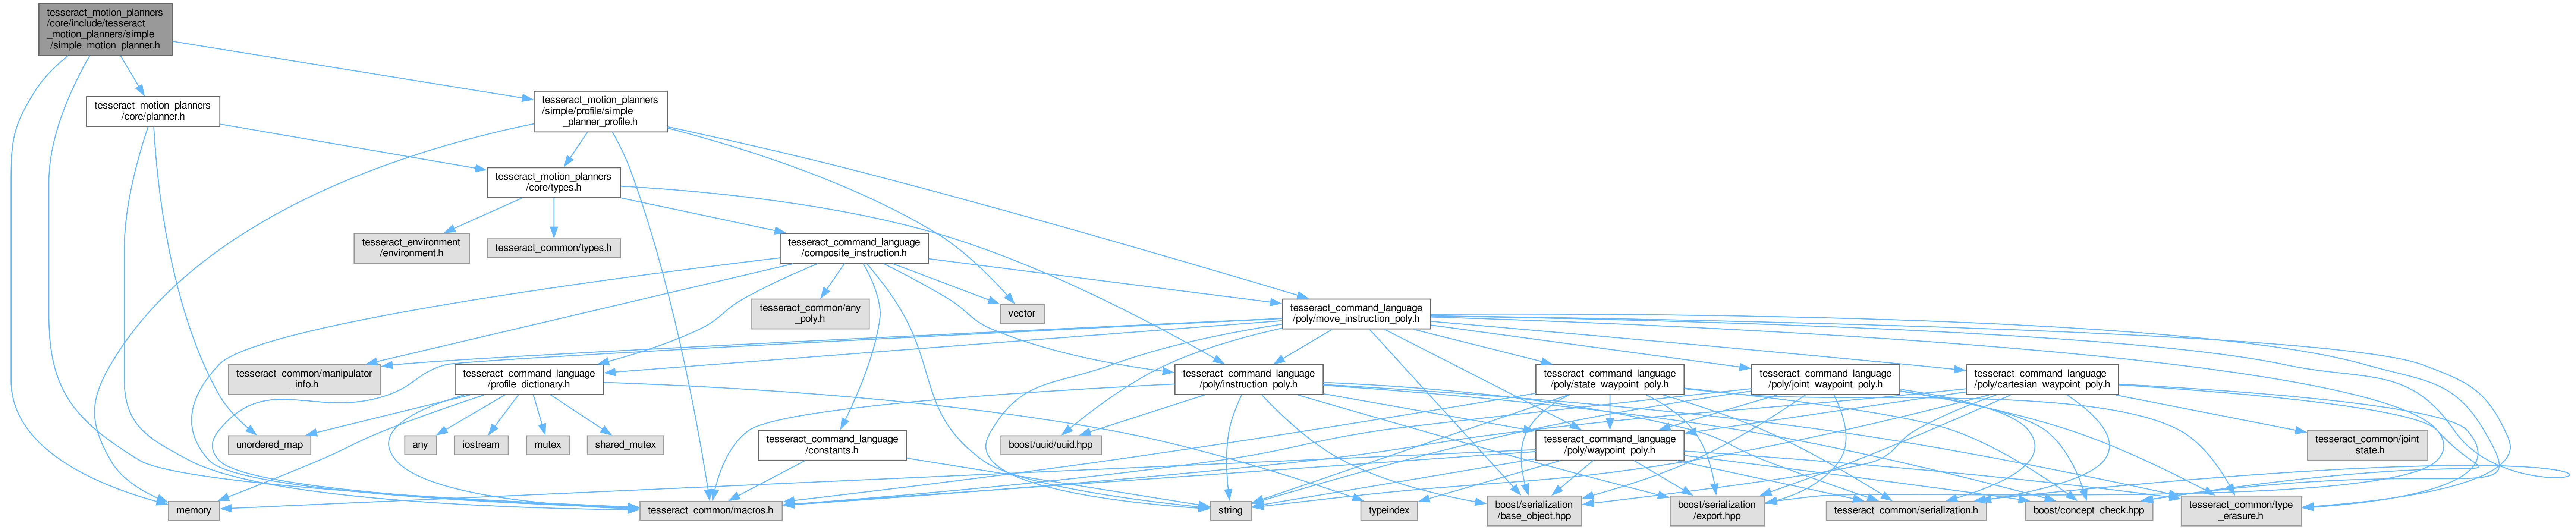 tesseract_motion_planners
/core/include/tesseract
_motion_planners/simple
/simple_motion_planner.h
tesseract_motion_planners
/core/planner.h
tesseract_motion_planners
/simple/profile/simple
_planner_profile.h
tesseract_motion_planners
/core/types.h
tesseract_environment
/environment.h
tesseract_common/types.h
tesseract_command_language
/composite_instruction.h
tesseract_common/any
_poly.h
vector
tesseract_command_language
/poly/move_instruction_poly.h
tesseract_common/manipulator
_info.h
tesseract_command_language
/profile_dictionary.h
tesseract_command_language
/poly/instruction_poly.h
tesseract_command_language
/poly/state_waypoint_poly.h
tesseract_command_language
/poly/joint_waypoint_poly.h
tesseract_command_language
/poly/cartesian_waypoint_poly.h
unordered_map
any
iostream
mutex
shared_mutex
tesseract_command_language
/constants.h
boost/uuid/uuid.hpp
tesseract_command_language
/poly/waypoint_poly.h
tesseract_common/joint
_state.h
memory
tesseract_common/macros.h
string
typeindex
boost/serialization
/base_object.hpp
boost/serialization
/export.hpp
tesseract_common/serialization.h
boost/concept_check.hpp
tesseract_common/type
_erasure.h